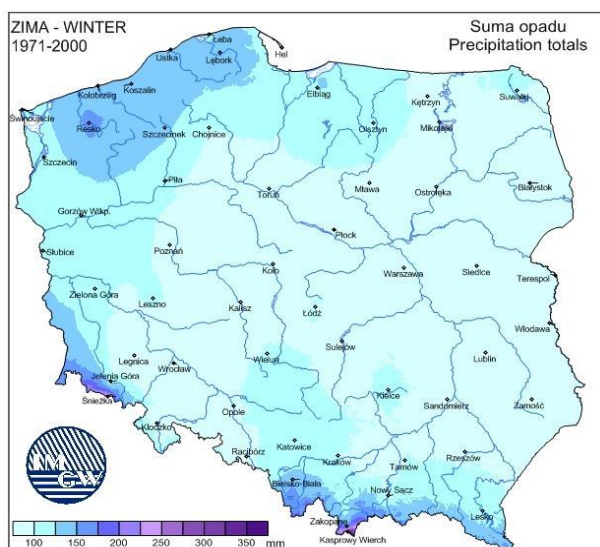 ZIMA - WINTER
1971-2000
Suma opadu
Precipitation totals
Łeba
Ustka
Lębork
Hel
Kołobrzeg
Koszalin
Elbląg
Kętrzyn
Suwałki
Świnoujście
Resko
Szczecinek
Chojnice
Olsztyn
Mikołajki
Szczecin
Piła
Toruń
Mława
Ostrołęka
Białystok
Gorzów Wlkp.
Płock
Słubice
Poznań
Koło
Warszawa
Siedlce
Terespol
Zielona Góra
Leszno
Kalisz
Łódź
Włodawa
Sulejów
Legnica
Wrocław
Wieluń
Lublin
Jelenia Góra
Śnieżka
Kielce
Sandomierz
Zamość
Opole
Kłodzko
Racibórz
Katowice
Kraków
Tarnów
Rzeszów
Bielsko-Biała
Nowy Sącz
Lesko
Zakopane
Kasprowy Wierch
IM
GW
100 150 200 250 300 350 mm